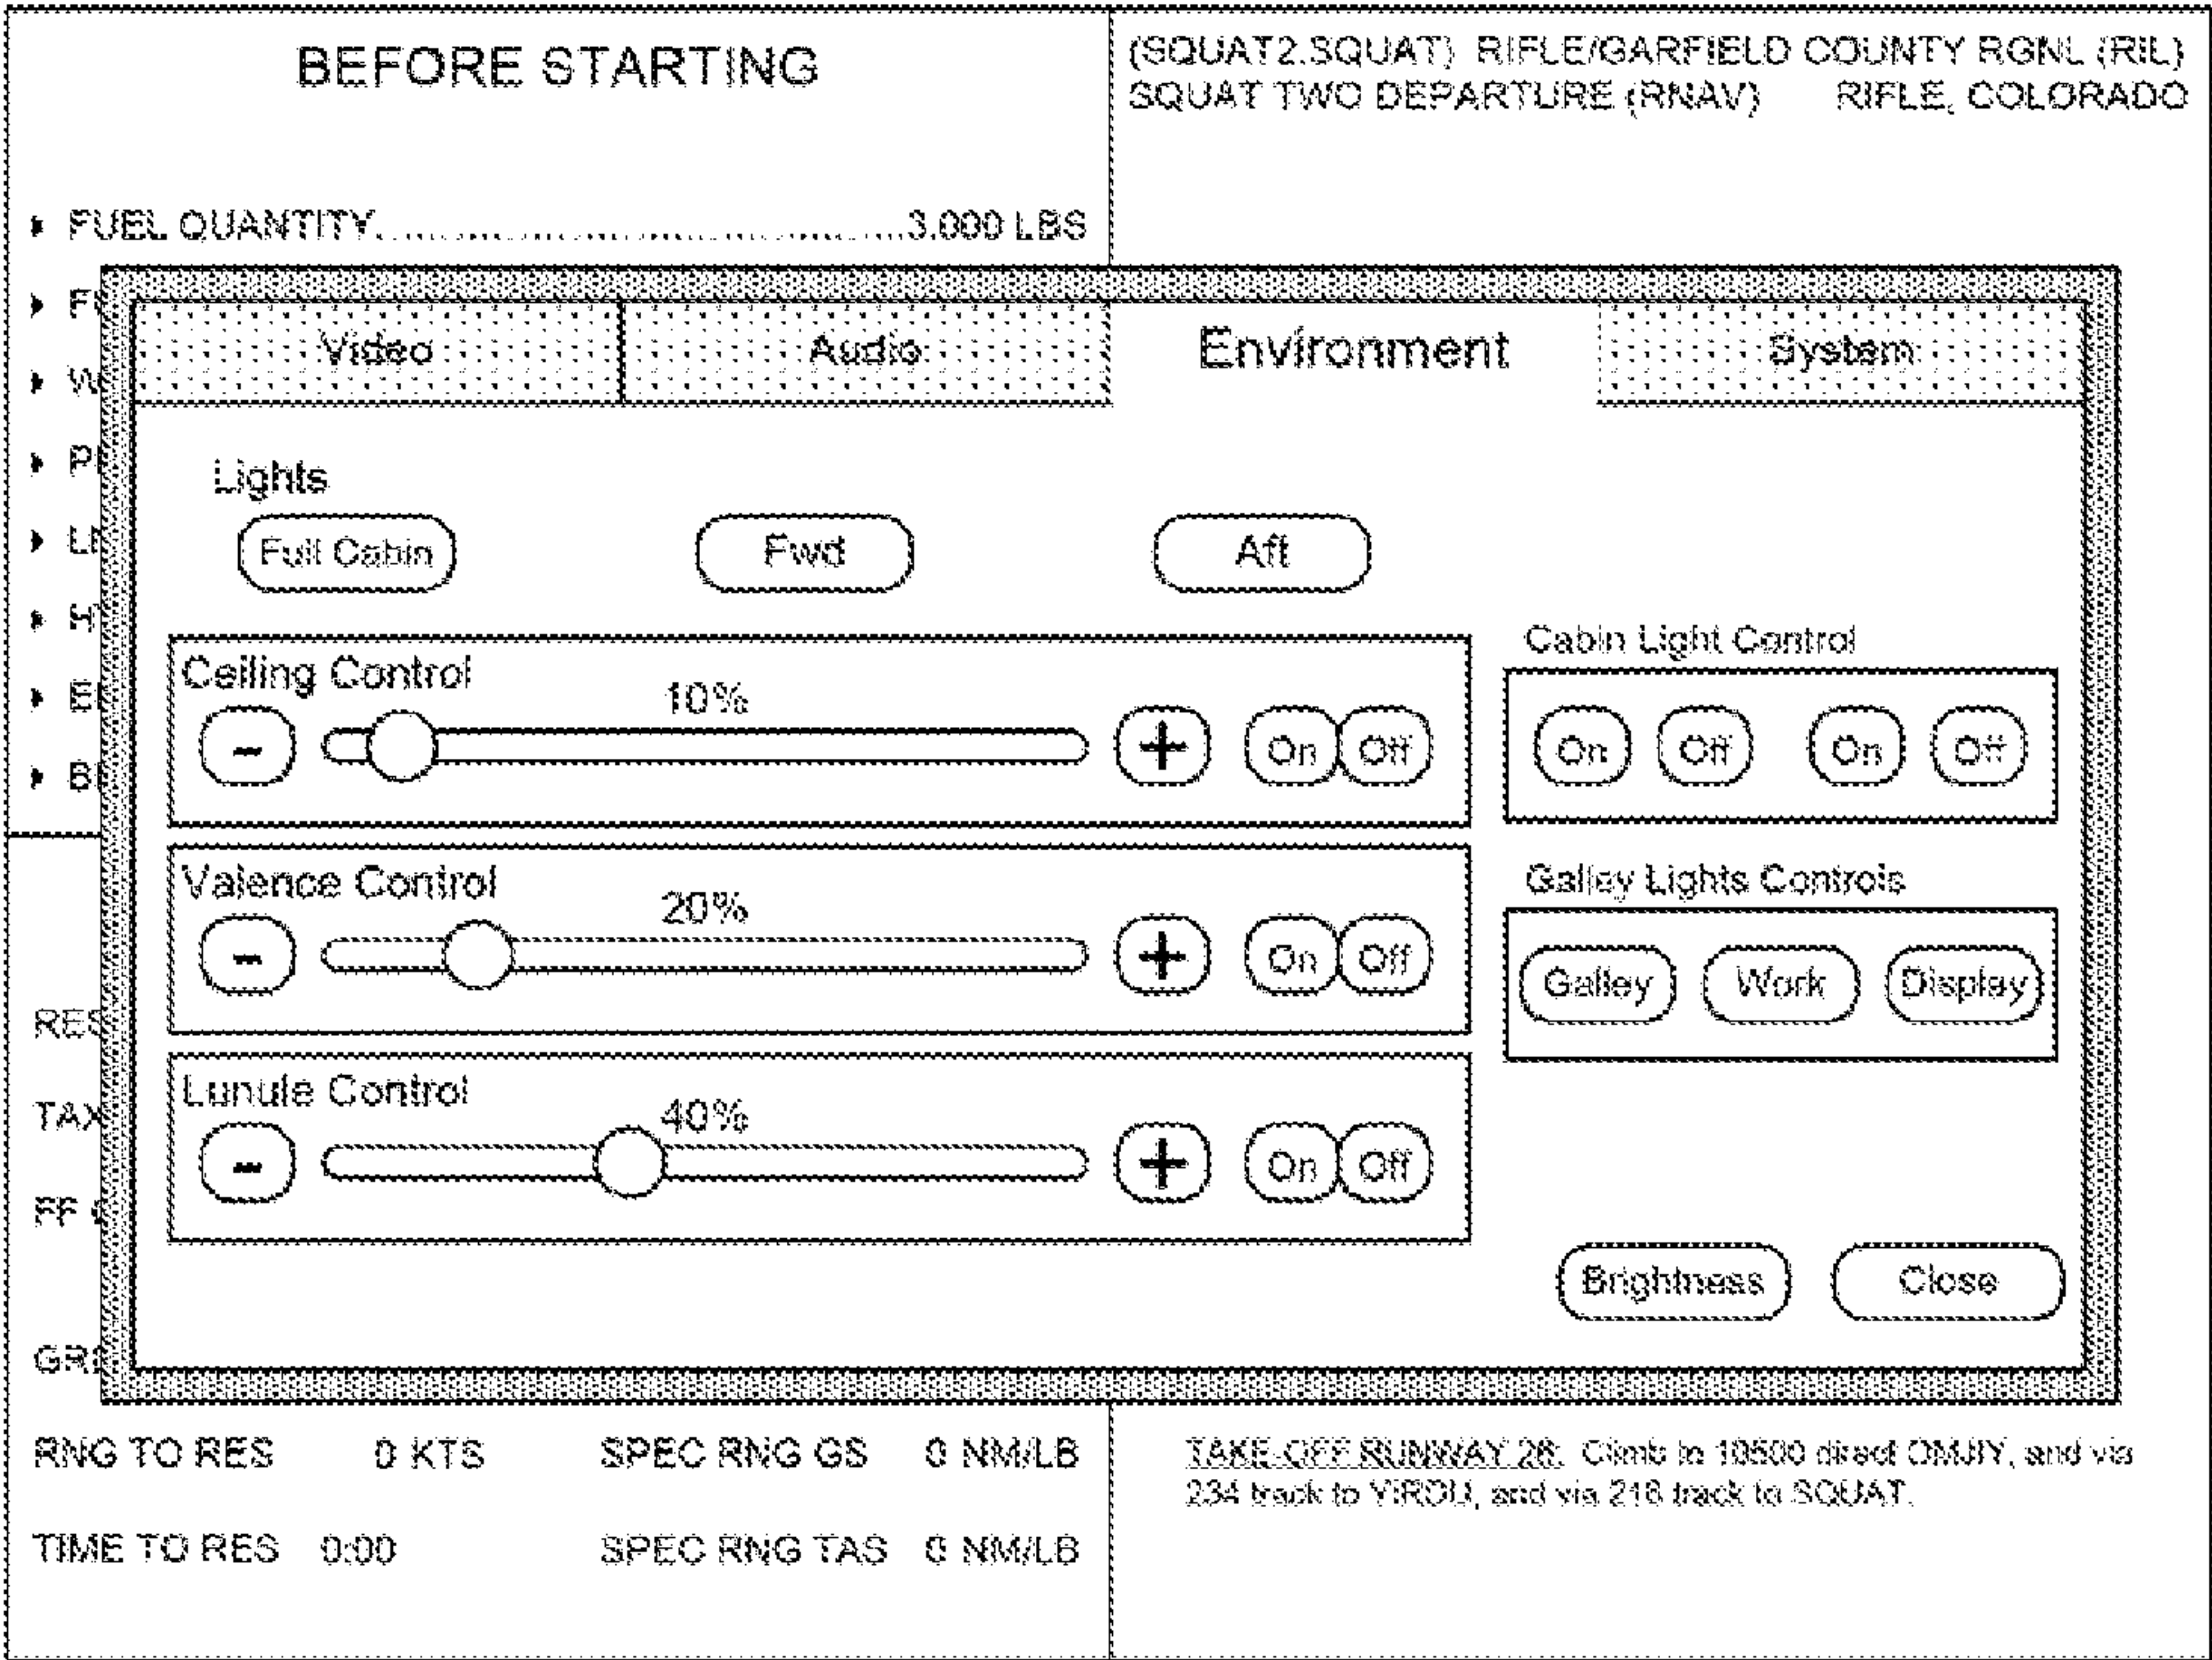 BEFORE STARTING
(SQUAT2.SQUAT) RIFLE/GARFIELD COUNTY RGNL (RIL)
SQUAT TWO DEPARTURE (RNAV) RIFLE, COLORADO
FUEL QUANTITY..........................................3.000 LBS
Video Audio Environment System
Lights
Full Cabin Fwd Aft
Ceiling Control
10%
- + On Off
Valence Control
20%
- + On Off
Lunule Control
40%
- + On Off
Cabin Light Control
On Off On Off
Galley Lights Controls
Galley Work Display
Brightness Close
RES
TAX
FF
RNG TO RES 0 KTS SPEC RNG GS 0 NM/LB
TIME TO RES 0:00 SPEC RNG TAS 0 NM/LB
TAKE-OFF RUNWAY 26: Climb to 10500 direct OMJIY, and via
234 track to YIRDU, and via 218 track to SQUAT.